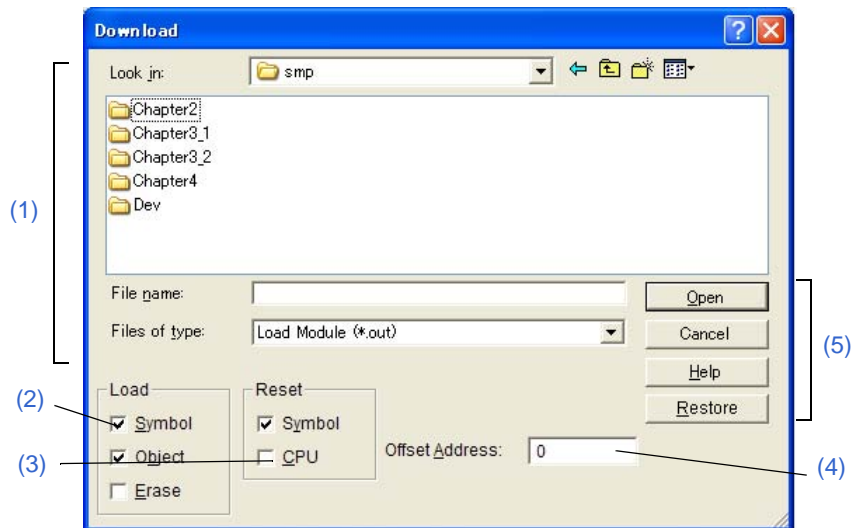 Download
Look in: smp
Chapter2
Chapter3_1
Chapter3_2
Chapter4
Dev
(1)
File name:
Open
Files of type: Load Module (*.out)
Cancel
(5)
Help
Load
Reset
Restore
(2)
Symbol
Symbol
(3)
Object
CPU
Offset Address: 0
(4)
Erase